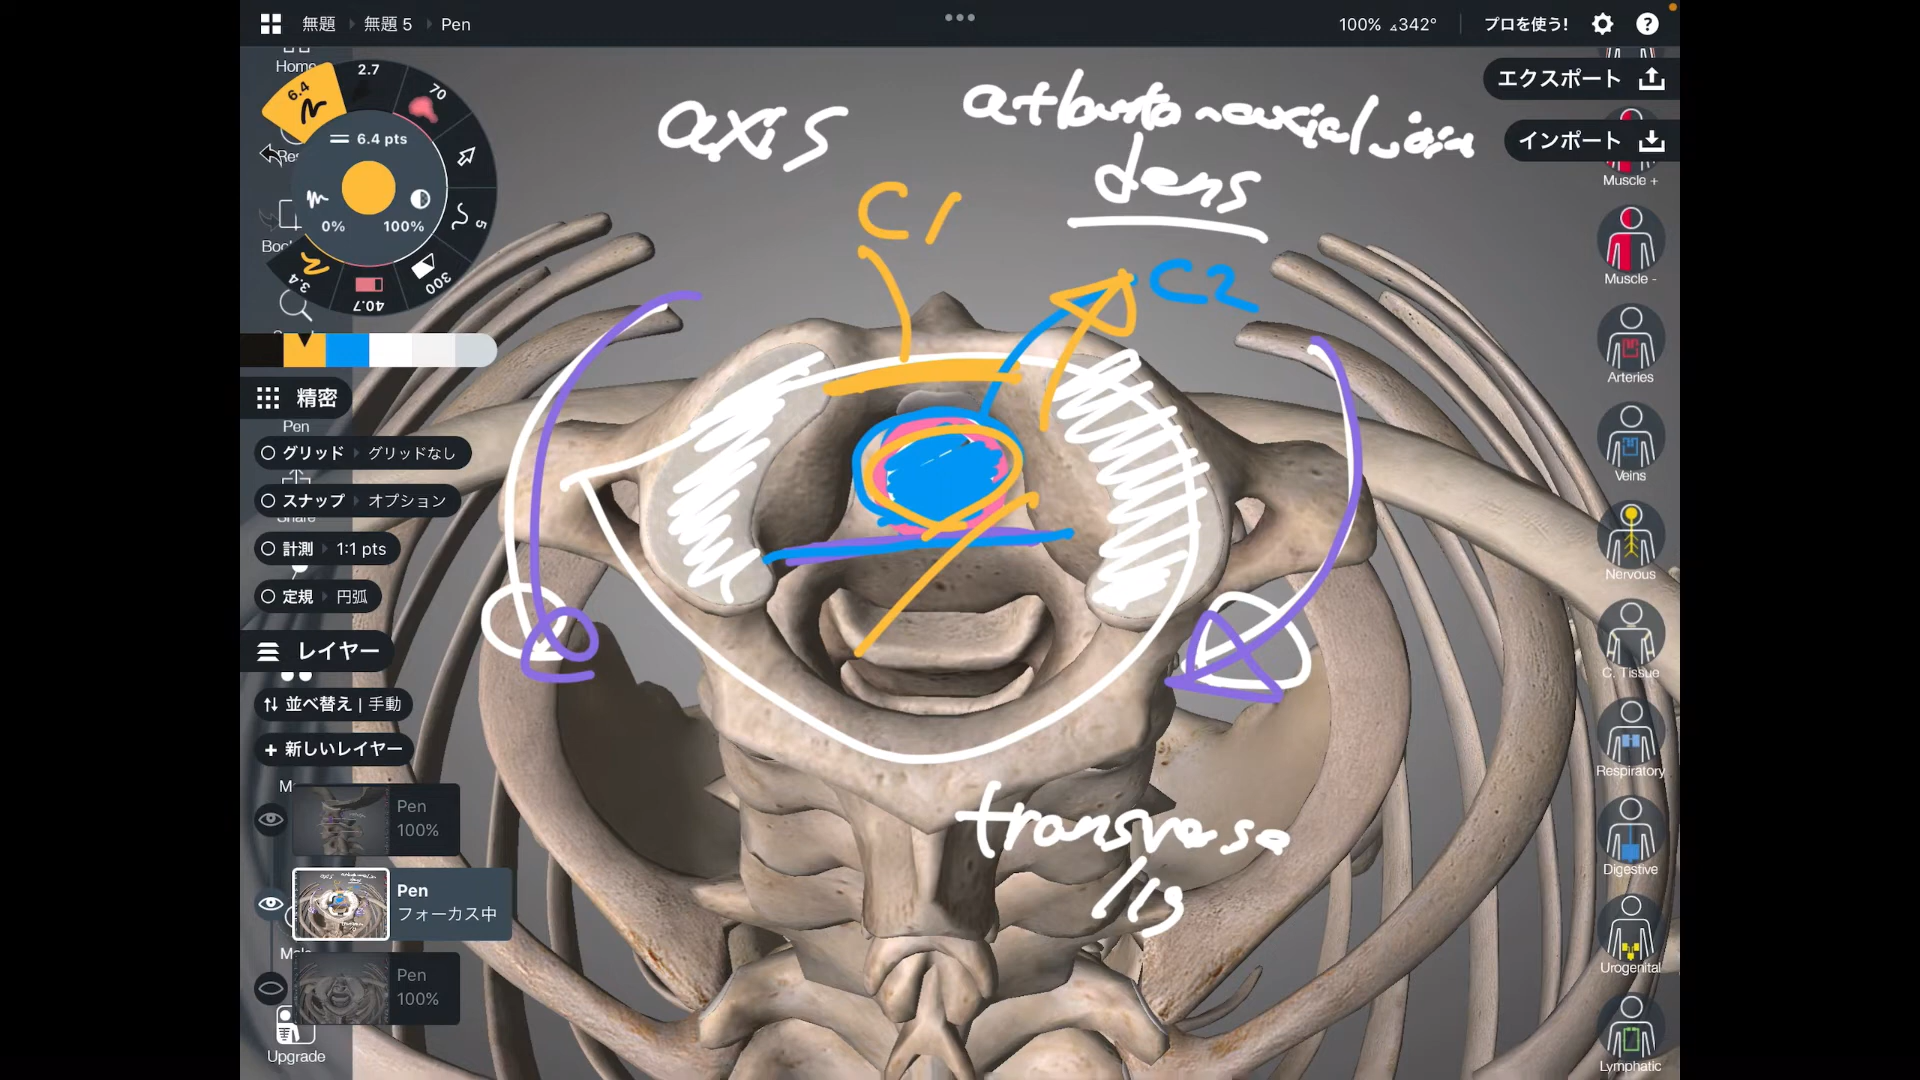 無題 無題 5 Pen
100% 342°
プロを使う!
エクスポート
インポート
Home
2.7
6.4
70
6.4 pts
0% 100%
5
3.4
40.7
300
axis
dens
C1
C2
精密
Pen
グリッド グリッドなし
スナップ オプション
Share
計測 1:1 pts
定規 円弧
レイヤー
並べ替え | 手動
+ 新しいレイヤー
Pen
100%
Pen
フォーカス中
Pen
100%
Upgrade
transverse
lig
Muscle +
Muscle -
Arteries
Veins
Nervous
C. Tissue
Respiratory
Digestive
Urogenital
Lymphatic